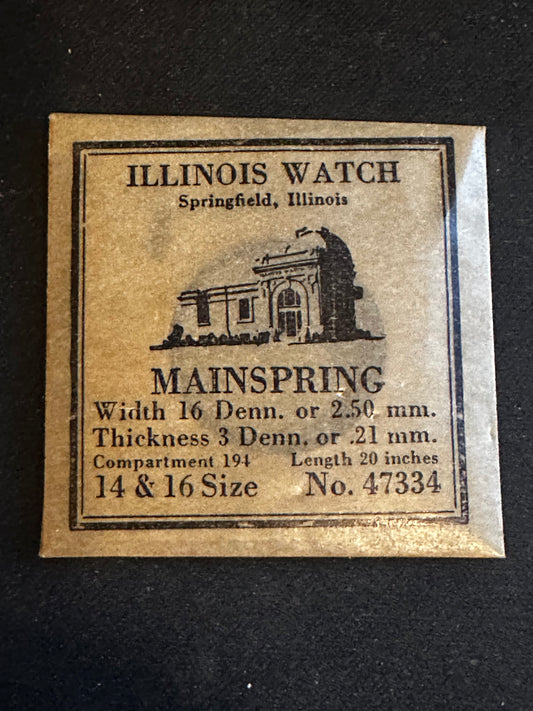 ILLINOIS WATCH
Springfield, Illinois
MAINSPRING
Width 16 Denn. or 2.50 mm.
Thickness 3 Denn. or .21 mm.
Compartment 194 Length 20 inches
14 & 16 Size No. 47334